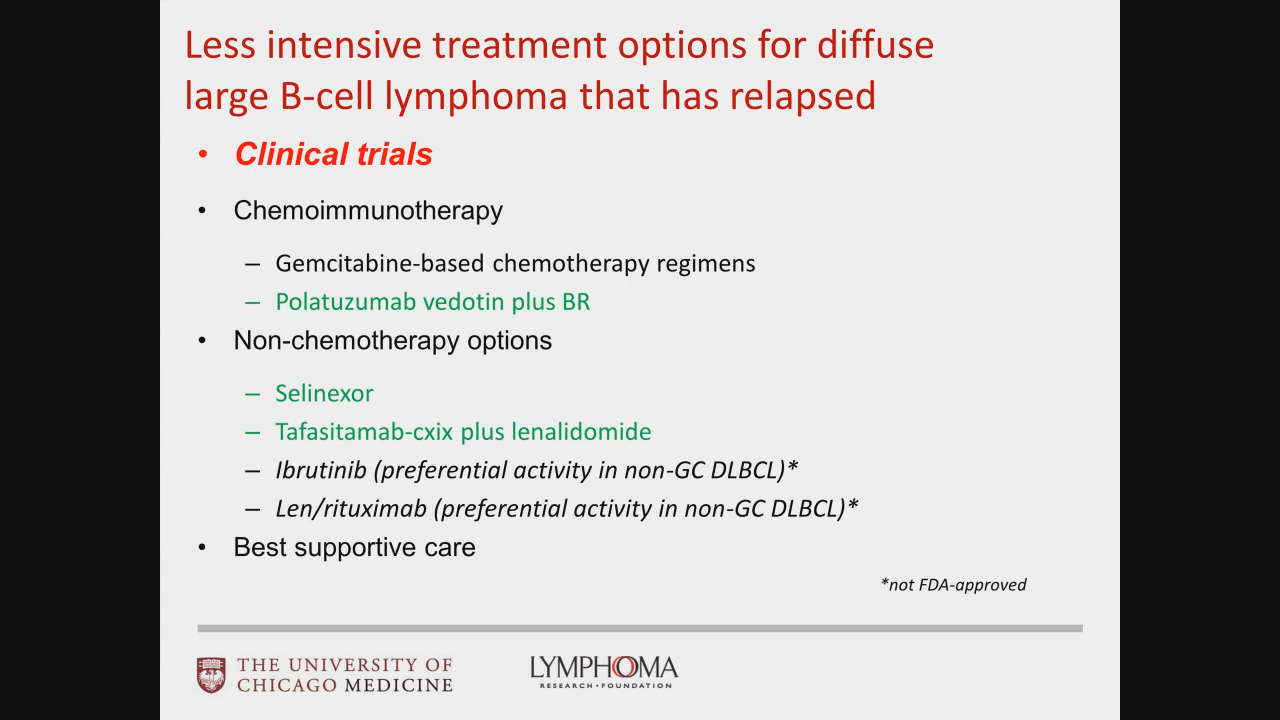 Less intensive treatment options for diffuse
large B-cell lymphoma that has relapsed
• Clinical trials
• Chemoimmunotherapy
– Gemcitabine-based chemotherapy regimens
– Polatuzumab vedotin plus BR
• Non-chemotherapy options
– Selinexor
– Tafasitamab-cxix plus lenalidomide
– Ibrutinib (preferential activity in non-GC DLBCL)*
– Len/rituximab (preferential activity in non-GC DLBCL)*
• Best supportive care
*not FDA-approved
THE UNIVERSITY OF
CHICAGO MEDICINE
LYMPHOMA
RESEARCH • FOUNDATION